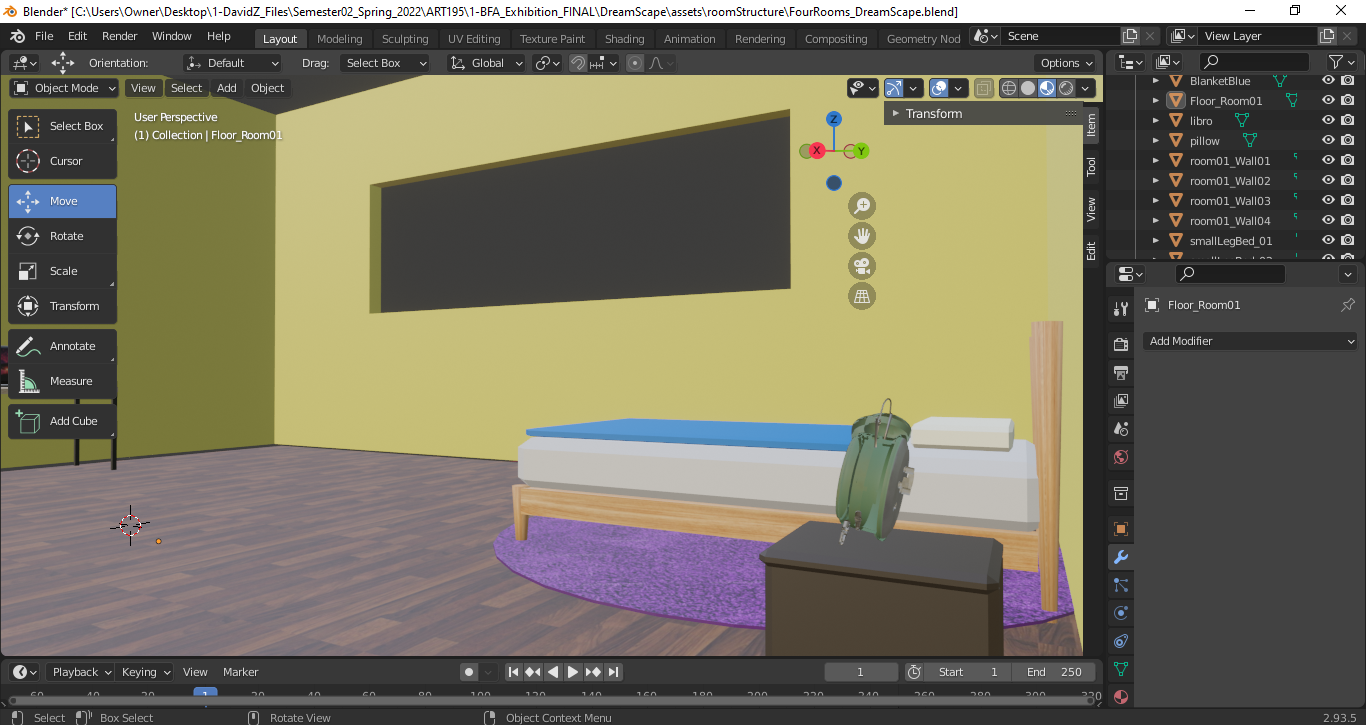 Blender* [C:\Users\Owner\Desktop\1-DavidZ_Files\Semester02_Spring_2022\ART195\1-BFA_Exhibition_FINAL\DreamScape\assets\roomStructure\FourRooms_DreamScape.blend]
File Edit Render Window Help Layout Modeling Sculpting UV Editing Texture Paint Shading Animation Rendering Compositing Geometry Nod Scene View Layer
Orientation: Default Drag: Select Box Global Options
Object Mode View Select Add Object
User Perspective
(1) Collection | Floor_Room01
Transform
Item
Tool
View
Edit
Z
X
Y
Select Box
Cursor
Move
Rotate
Scale
Transform
Annotate
Measure
Add Cube
BlanketBlue
Floor_Room01
libro
pillow
room01_Wall01
room01_Wall02
room01_Wall03
room01_Wall04
smallLegBed_01
Floor_Room01
Add Modifier
Playback Keying View Marker 1 Start 1 End 250
1
Select Box Select Rotate View Object Context Menu 2.93.5